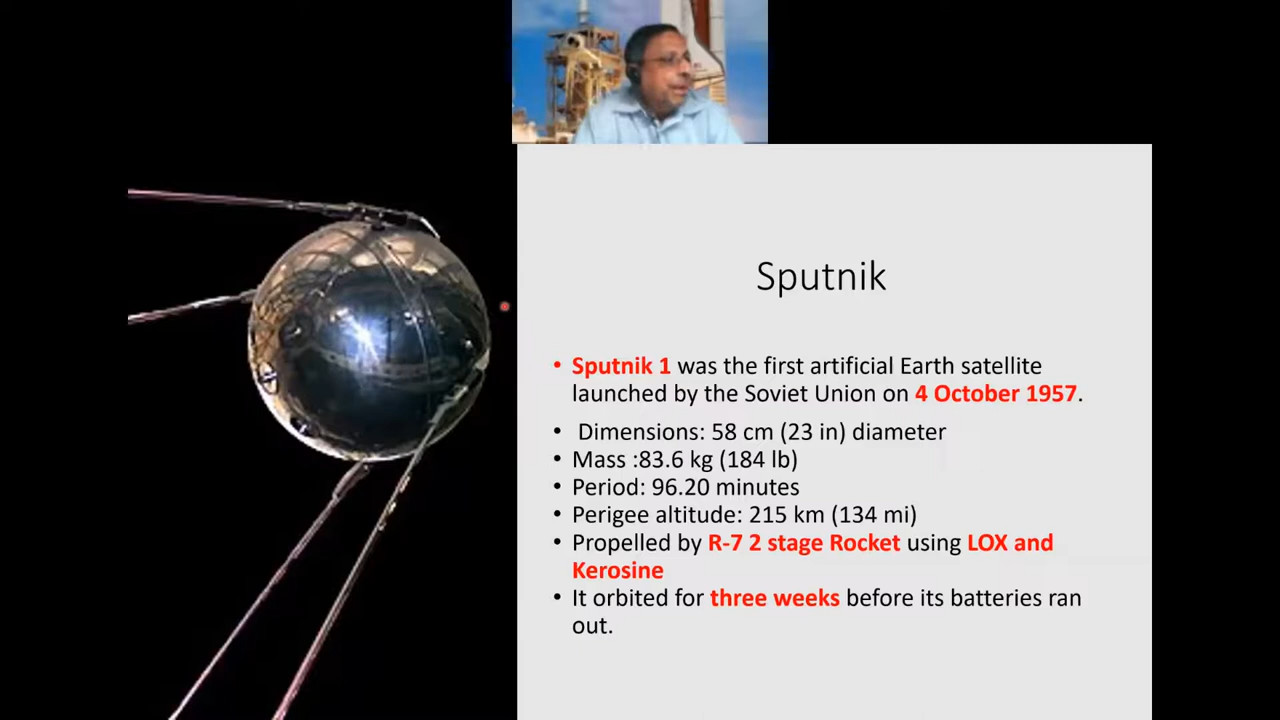 Sputnik
• Sputnik 1 was the first artificial Earth satellite
launched by the Soviet Union on 4 October 1957.
• Dimensions: 58 cm (23 in) diameter
• Mass :83.6 kg (184 lb)
• Period: 96.20 minutes
• Perigee altitude: 215 km (134 mi)
• Propelled by R-7 2 stage Rocket using LOX and
Kerosine
• It orbited for three weeks before its batteries ran
out.